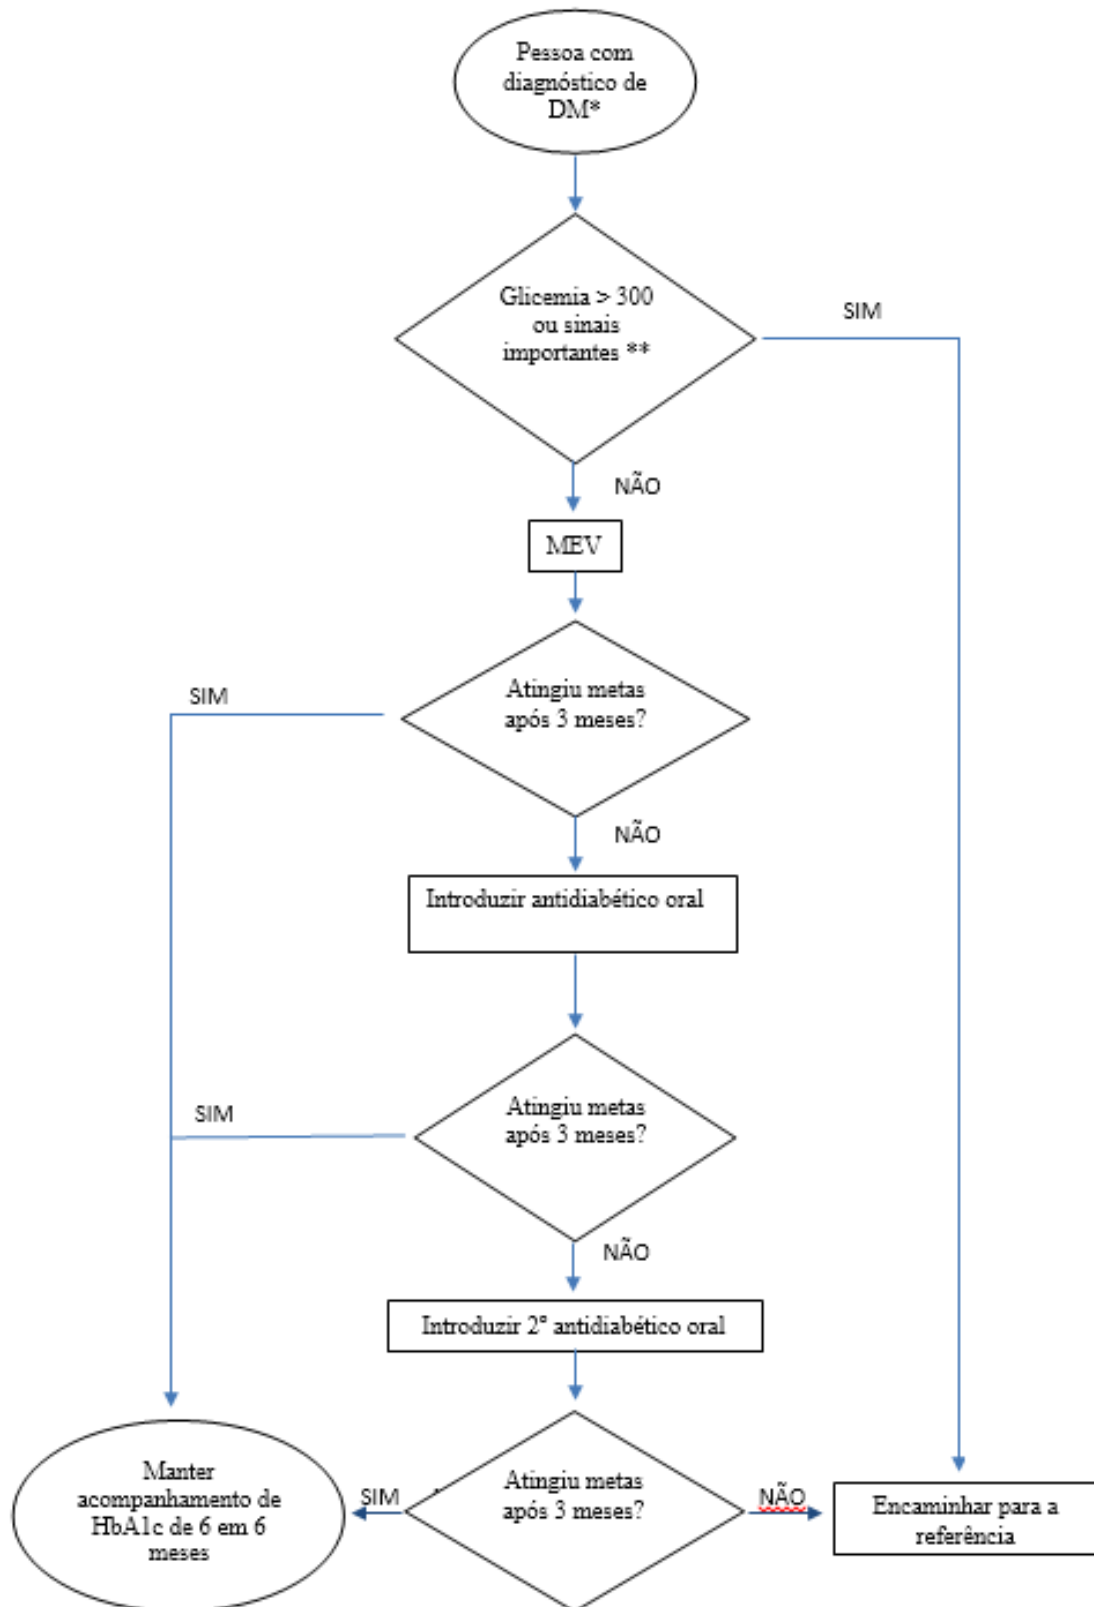 Pessoa com
diagnóstico de
DM*
Glicemia > 300
ou sinais
importantes **
SIM
NÃO
MEV
Atingiu metas
após 3 meses?
SIM
NÃO
Introduzir antidiabético oral
Atingiu metas
após 3 meses?
SIM
NÃO
Introduzir 2º antidiabético oral
Atingiu metas
após 3 meses?
SIM
NÃO
Manter
acompanhamento de
HbA1c de 6 em 6
meses
Encaminhar para a
referência